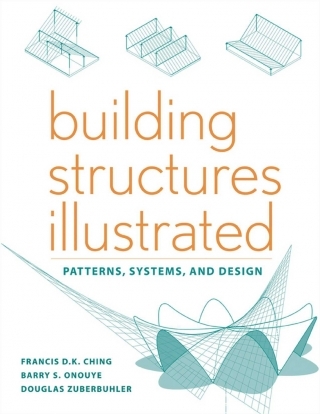 building
structures
illustrated
PATTERNS, SYSTEMS, AND DESIGN
FRANCIS D.K. CHING
BARRY S. ONOUYE
DOUGLAS ZUBERBUHLER